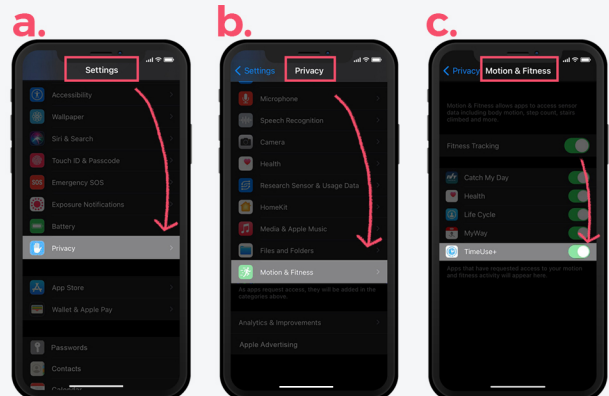 a.
Settings
Accessibility
Wallpaper
Siri & Search
Touch ID & Passcode
SOS
Emergency SOS
Exposure Notifications
Battery
Privacy
App Store
Wallet & Apple Pay
Passwords
Contacts
Calendar
b.
Settings
Privacy
Microphone
Speech Recognition
Camera
Health
Research Sensor & Usage Data
HomeKit
Media & Apple Music
Files and Folders
Motion & Fitness
As apps request access, they will be added in the
categories above.
Analytics & Improvements
Apple Advertising
c.
Privacy
Motion & Fitness
Motion & Fitness allows apps to access sensor
data including body motion, step count, stairs
climbed and more.
Fitness Tracking
Catch My Day
Health
Life Cycle
MyWay
TimeUse+
Apps that have requested access to your motion
and fitness activity will appear here.